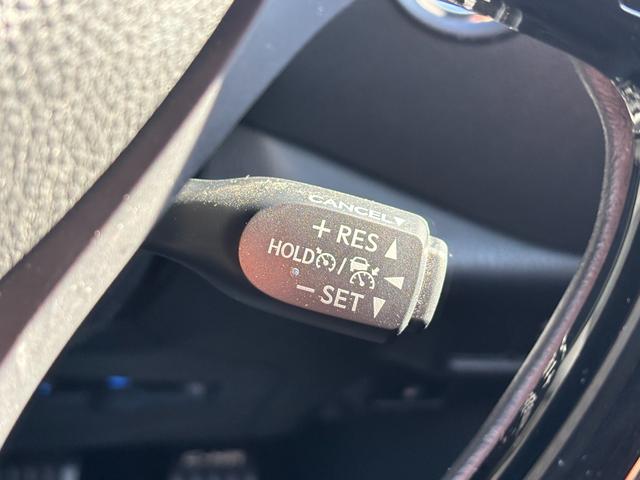 CANCEL
+ RES
HOLD /
− SET